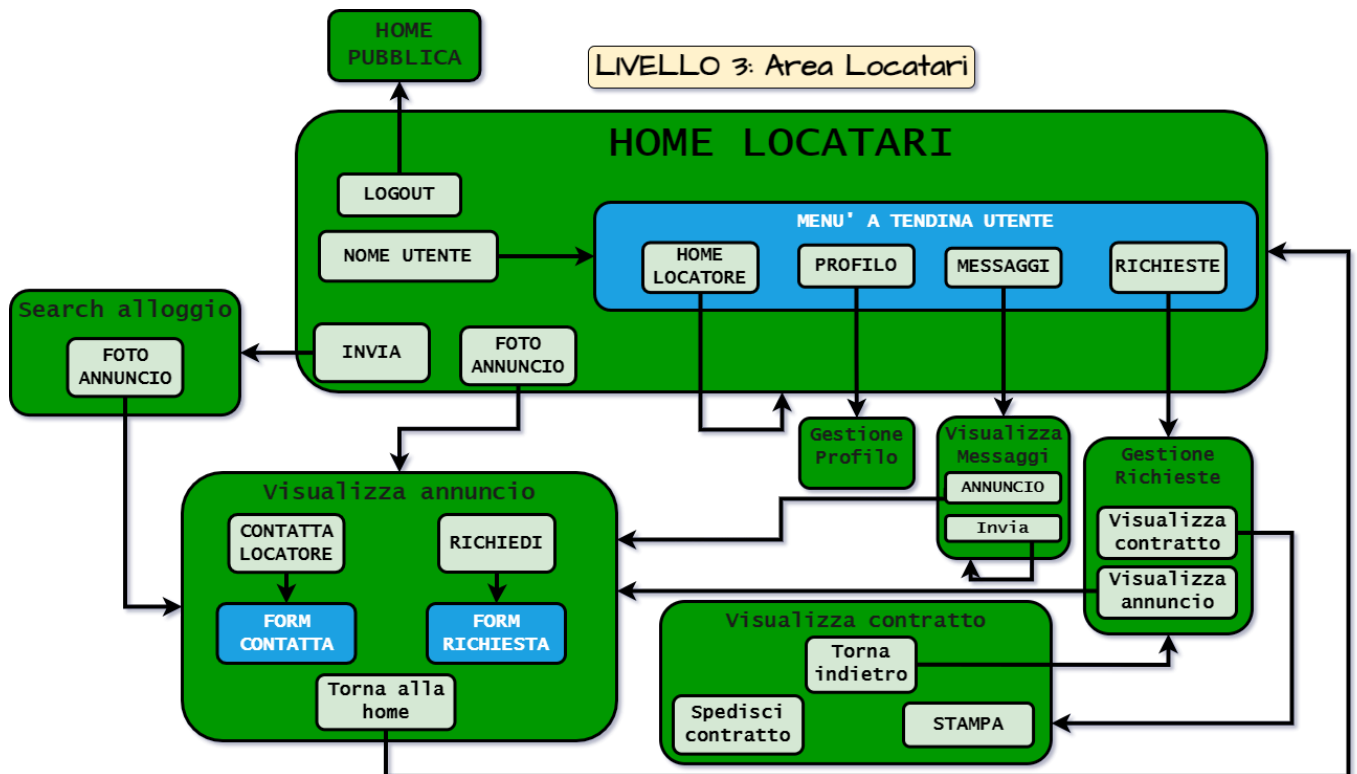 HOME
PUBBLICA
LIVELLO 3: Area Locatari
HOME LOCATARI
LOGOUT
NOME UTENTE
MENU' A TENDINA UTENTE
HOME
LOCATORE
PROFILO
MESSAGGI
RICHIESTE
Search alloggio
FOTO
ANNUNCIO
INVIA
FOTO
ANNUNCIO
Gestione
Profilo
Visualizza
Messaggi
ANNUNCIO
Invia
Gestione
Richieste
Visualizza
contratto
Visualizza
annuncio
Visualizza annuncio
CONTATTA
LOCATORE
RICHIEDI
FORM
CONTATTA
FORM
RICHIESTA
Torna alla
home
Visualizza contratto
Torna
indietro
Spedisci
contratto
STAMPA